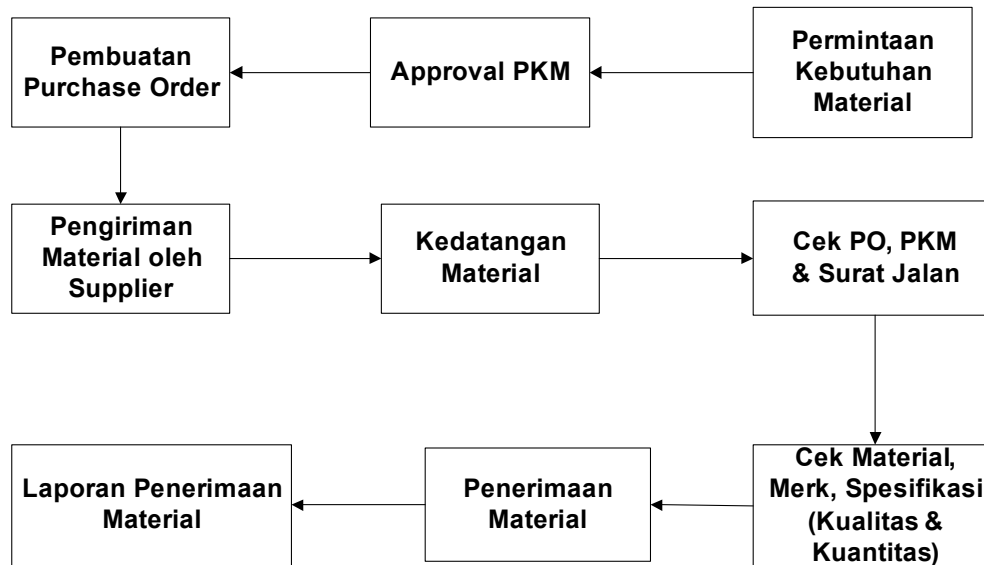 Pembuatan
Purchase Order
Approval PKM
Permintaan
Kebutuhan
Material
Pengiriman
Material oleh
Supplier
Kedatangan
Material
Cek PO, PKM
& Surat Jalan
Laporan Penerimaan
Material
Penerimaan
Material
Cek Material,
Merk, Spesifikasi
(Kualitas &
Kuantitas)